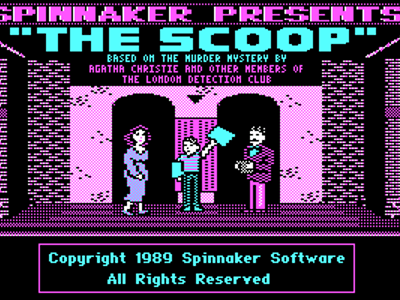 SPINNAKER PRESENTS
"THE SCOOP"
BASED ON THE MURDER MYSTERY BY
AGATHA CHRISTIE AND OTHER MEMBERS OF
THE LONDON DETECTION CLUB
Copyright 1989 Spinnaker Software
All Rights Reserved